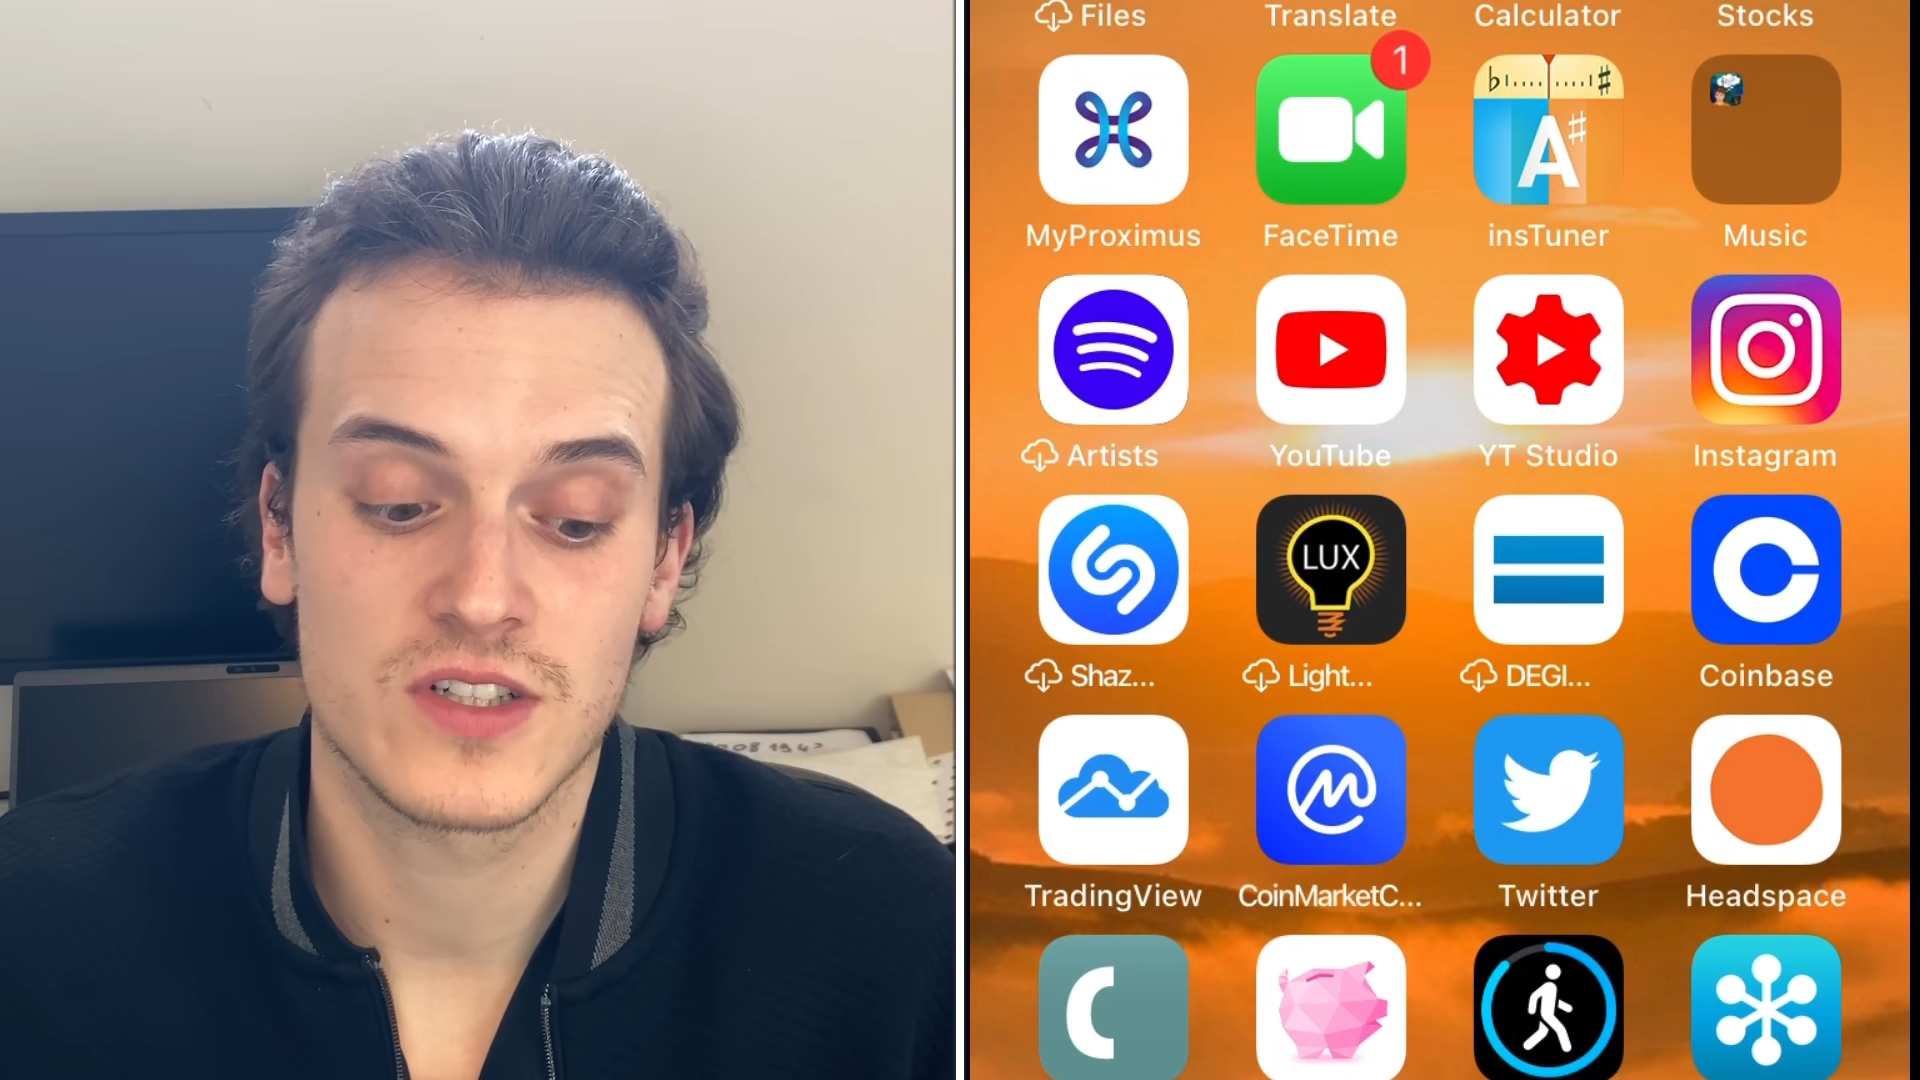 Files Translate Calculator Stocks
1
A#
MyProximus FaceTime insTuner Music
Artists YouTube YT Studio Instagram
LUX
Shaz... Light... DEGI... Coinbase
TradingView CoinMarketC... Twitter Headspace